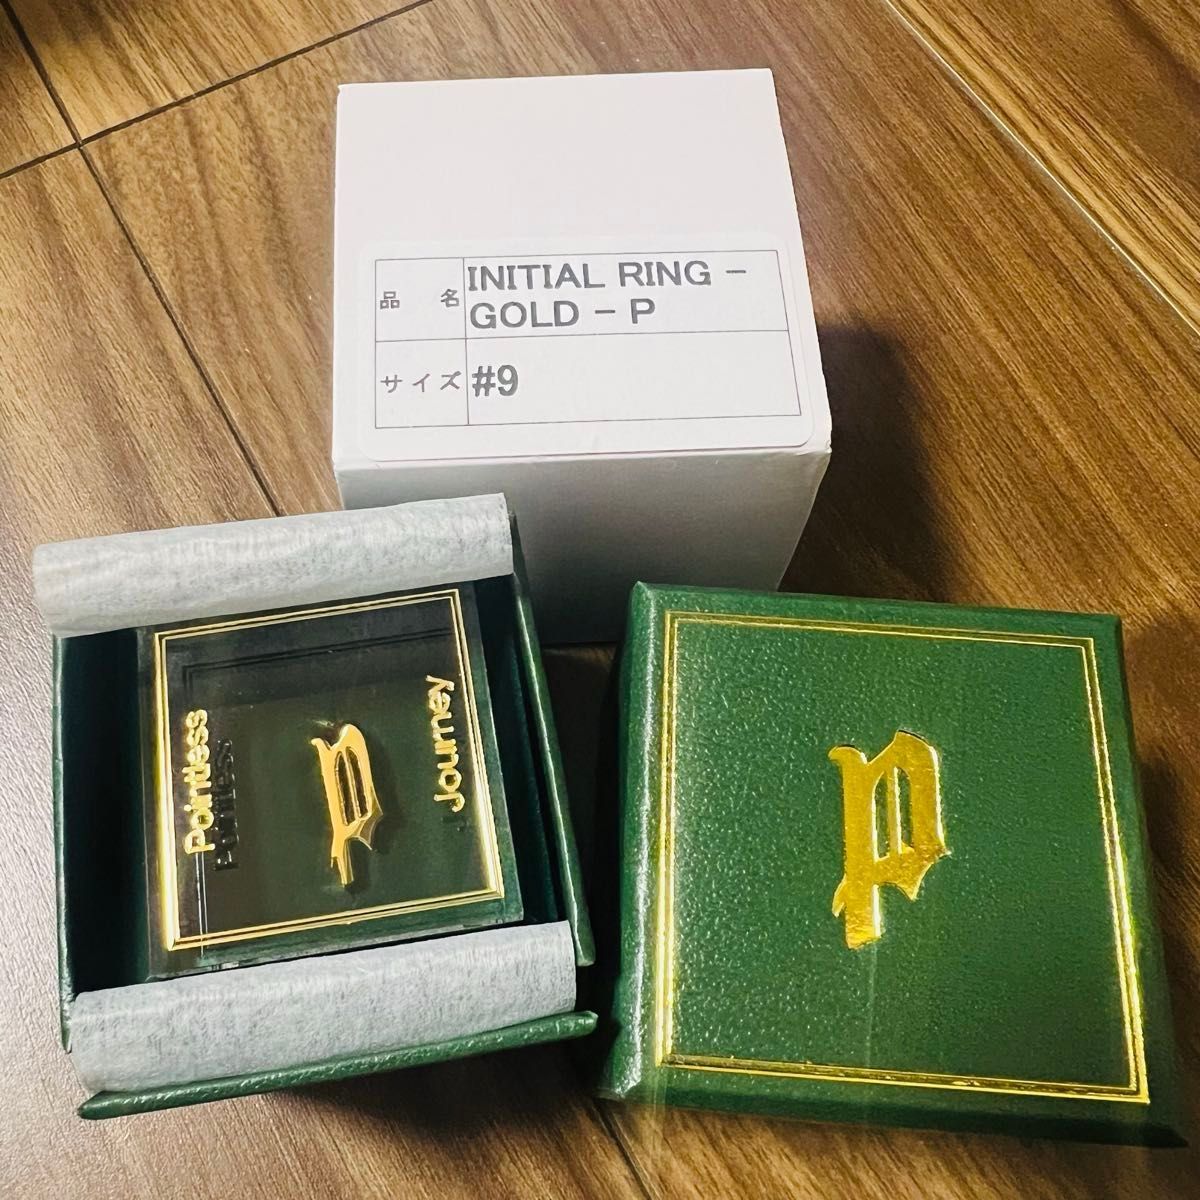 品名 INITIAL RING -
GOLD - P
サイズ #9
Pointless
Journey
P
P